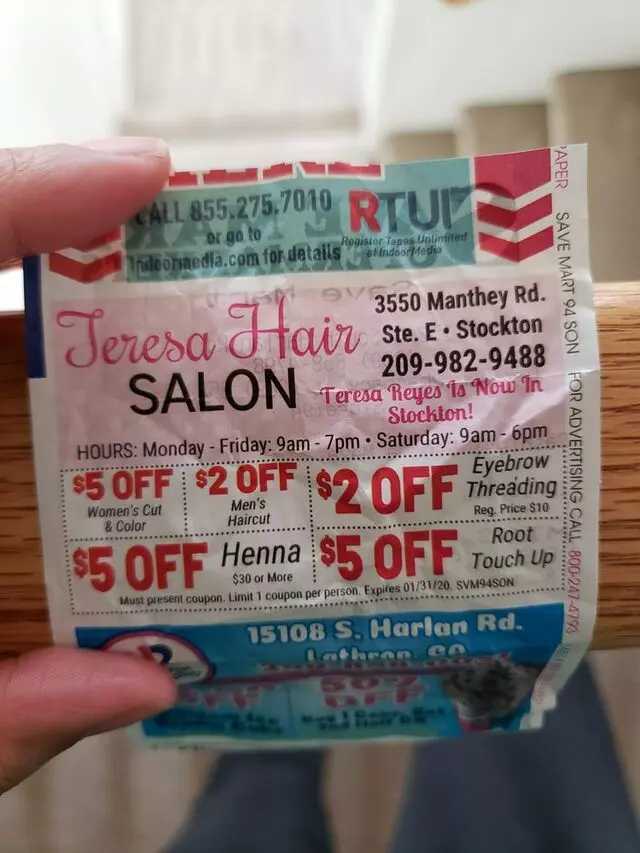 CALL 855.275.7010
or go to
Indoormedia.com for details
RTUI
Register Tapes Unlimited
at IndoorMedia
Teresa Hair
SALON
3550 Manthey Rd.
Ste. E • Stockton
209-982-9488
Teresa Reyes Is Now In
Stockton!
HOURS: Monday - Friday: 9am - 7pm • Saturday: 9am - 6pm
$5 OFF
Women's Cut
& Color
$2 OFF
Men's
Haircut
$2 OFF
Eyebrow
Threading
Reg. Price $10
$5 OFF
Henna
$30 or More
$5 OFF
Root
Touch Up
Must present coupon. Limit 1 coupon per person. Expires 01/31/20. SVM94SON
15108 S. Harlan Rd.
Lathrop, CA
50%
OFF
PAPER SAVE MART 94 SON FOR ADVERTISING CALL 800-247-4793